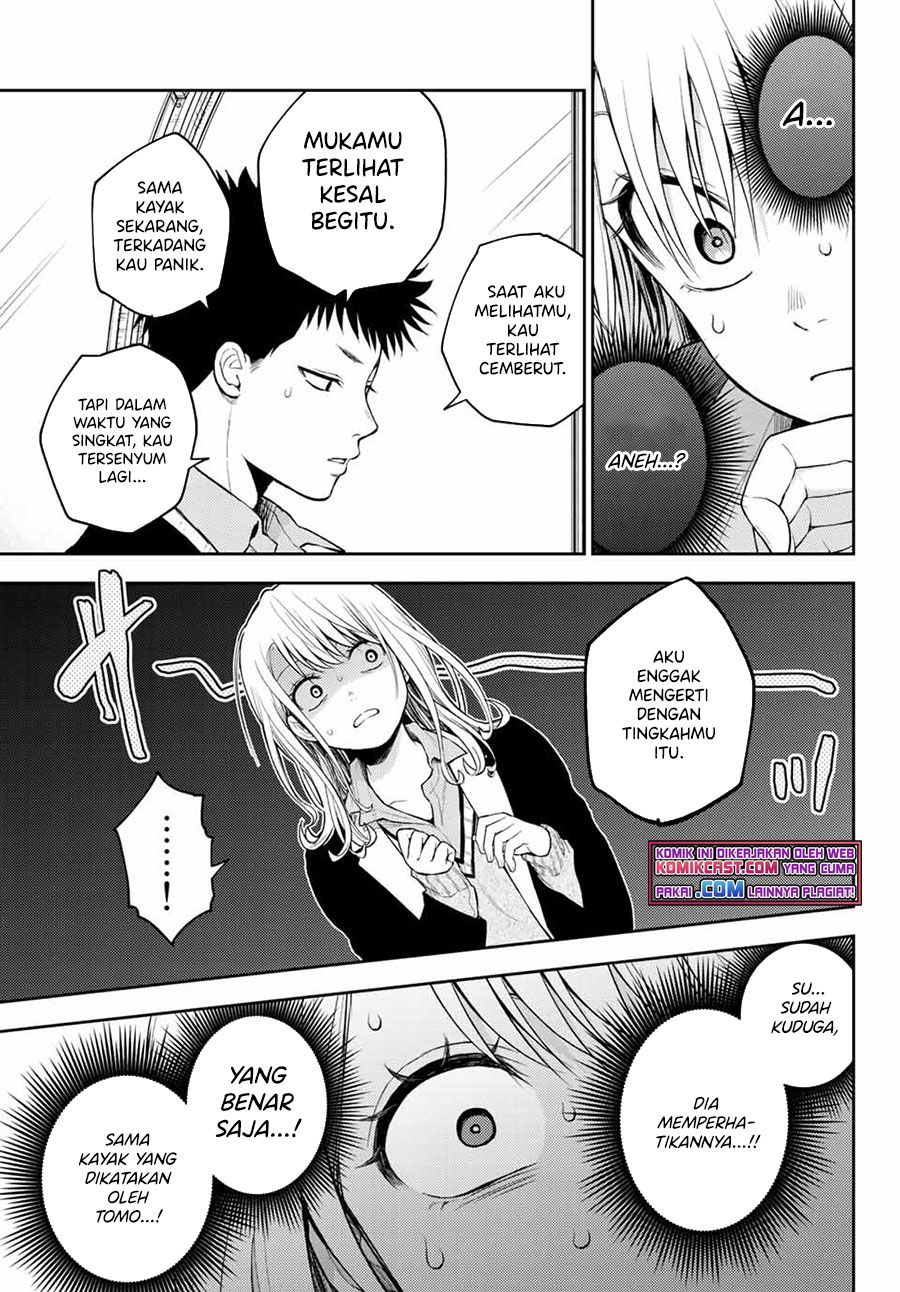 A...
ANEH...?
SAAT AKU
MELIHATMU,
KAU
TERLIHAT
CEMBERUT.
MUKAMU
TERLIHAT
KESAL
BEGITU.
SAMA
KAYAK
SEKARANG,
TERKADANG
KAU PANIK.
TAPI DALAM
WAKTU YANG
SINGKAT, KAU
TERSENYUM
LAGI...
AKU
ENGGAK
MENGERTI
DENGAN
TINGKAHMU
ITU.
......!
KOMIK INI DIKERJAKAN OLEH WEB
KOMIKCAST.COM YANG CUMA
PAKAI .COM LAINNYA PLAGIAT!
SU...
SUDAH
KUDUGA,
DIA
MEMPERHA-
TIKANNYA...!!
YANG
BENAR
SAJA...!
SAMA
KAYAK YANG
DIKATAKAN
OLEH
TOMO...!